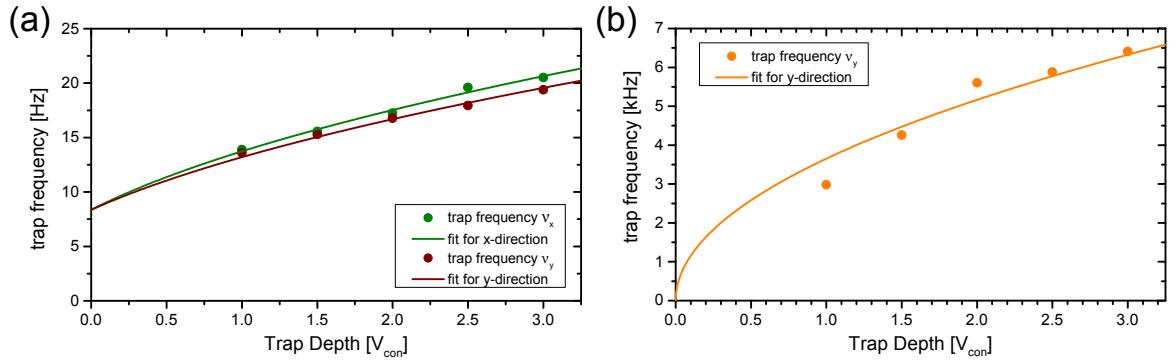 (a)
25
20
15
10
5
0
trap frequency [Hz]
trap frequency ν_x
fit for x-direction
trap frequency ν_y
fit for y-direction
0.0 0.5 1.0 1.5 2.0 2.5 3.0
Trap Depth [V_con]
(b)
7
6
5
4
3
2
1
0
trap frequency [kHz]
trap frequency ν_y
fit for y-direction
0.0 0.5 1.0 1.5 2.0 2.5 3.0
Trap Depth [V_con]